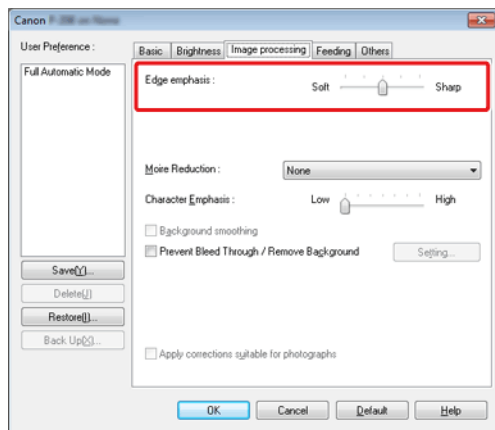 Canon
User Preference :
Full Automatic Mode
Save(Y)...
Delete(J)
Restore(I)...
Back Up(X)...
Basic Brightness Image processing Feeding Others
Edge emphasis :
Soft Sharp
Moire Reduction :
None
Character Emphasis :
Low High
Background smoothing
Prevent Bleed Through / Remove Background
Setting...
Apply corrections suitable for photographs
OK Cancel Default Help